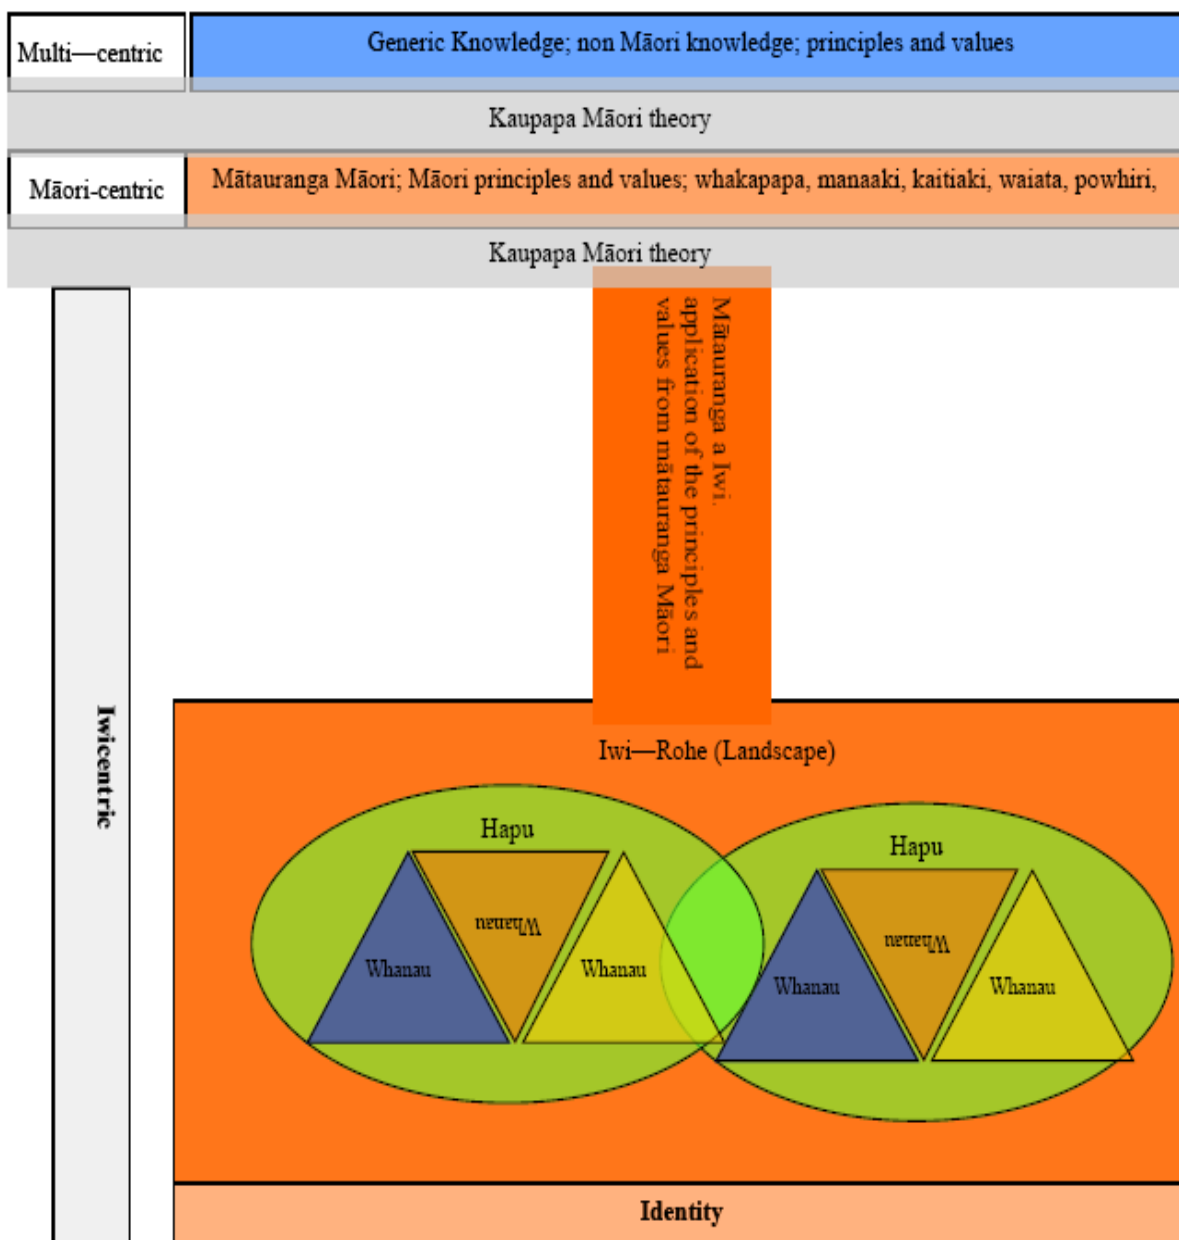 Multi—centric
Generic Knowledge; non Māori knowledge; principles and values
Kaupapa Māori theory
Māori-centric
Mātauranga Māori; Māori principles and values; whakapapa, manaaki, kaitiaki, waiata, powhiri,
Kaupapa Māori theory
Mātauranga a Iwi.
application of the principles and
values from mātauranga Māori
Iwicentric
Iwi—Rohe (Landscape)
Hapu
Whanau
Whanau
Whanau
Hapu
Whanau
Whanau
Whanau
Identity